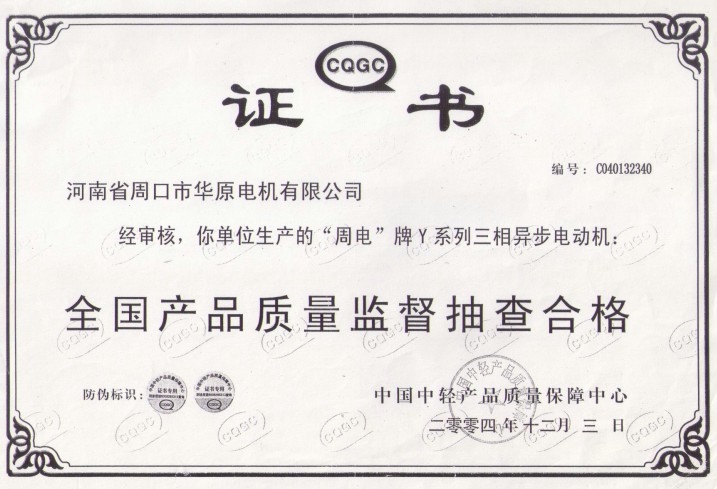 CQGC
证书
编号：C040132340
河南省周口市华原电机有限公司
经审核，你单位生产的“周电”牌Y系列三相异步电动机：
全国产品质量监督抽查合格
防伪标识：
中国中轻产品质量保障中心
二零零四年十二月三日